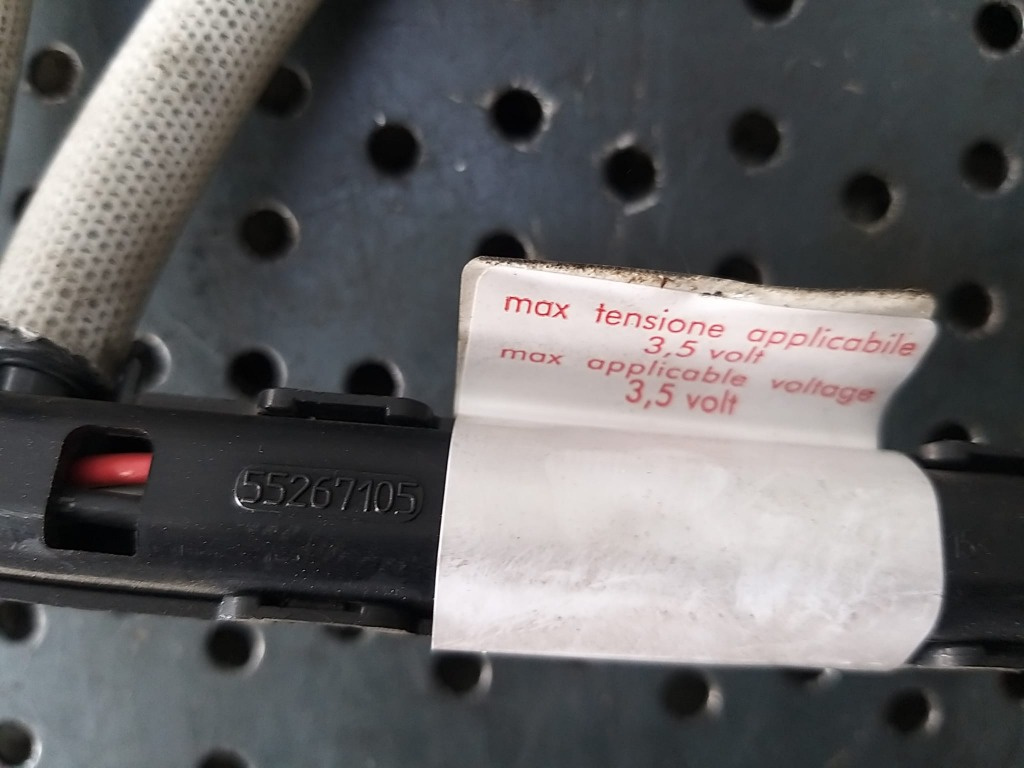 max tensione applicabile
3,5 volt
max applicable voltage
3,5 volt
55267105